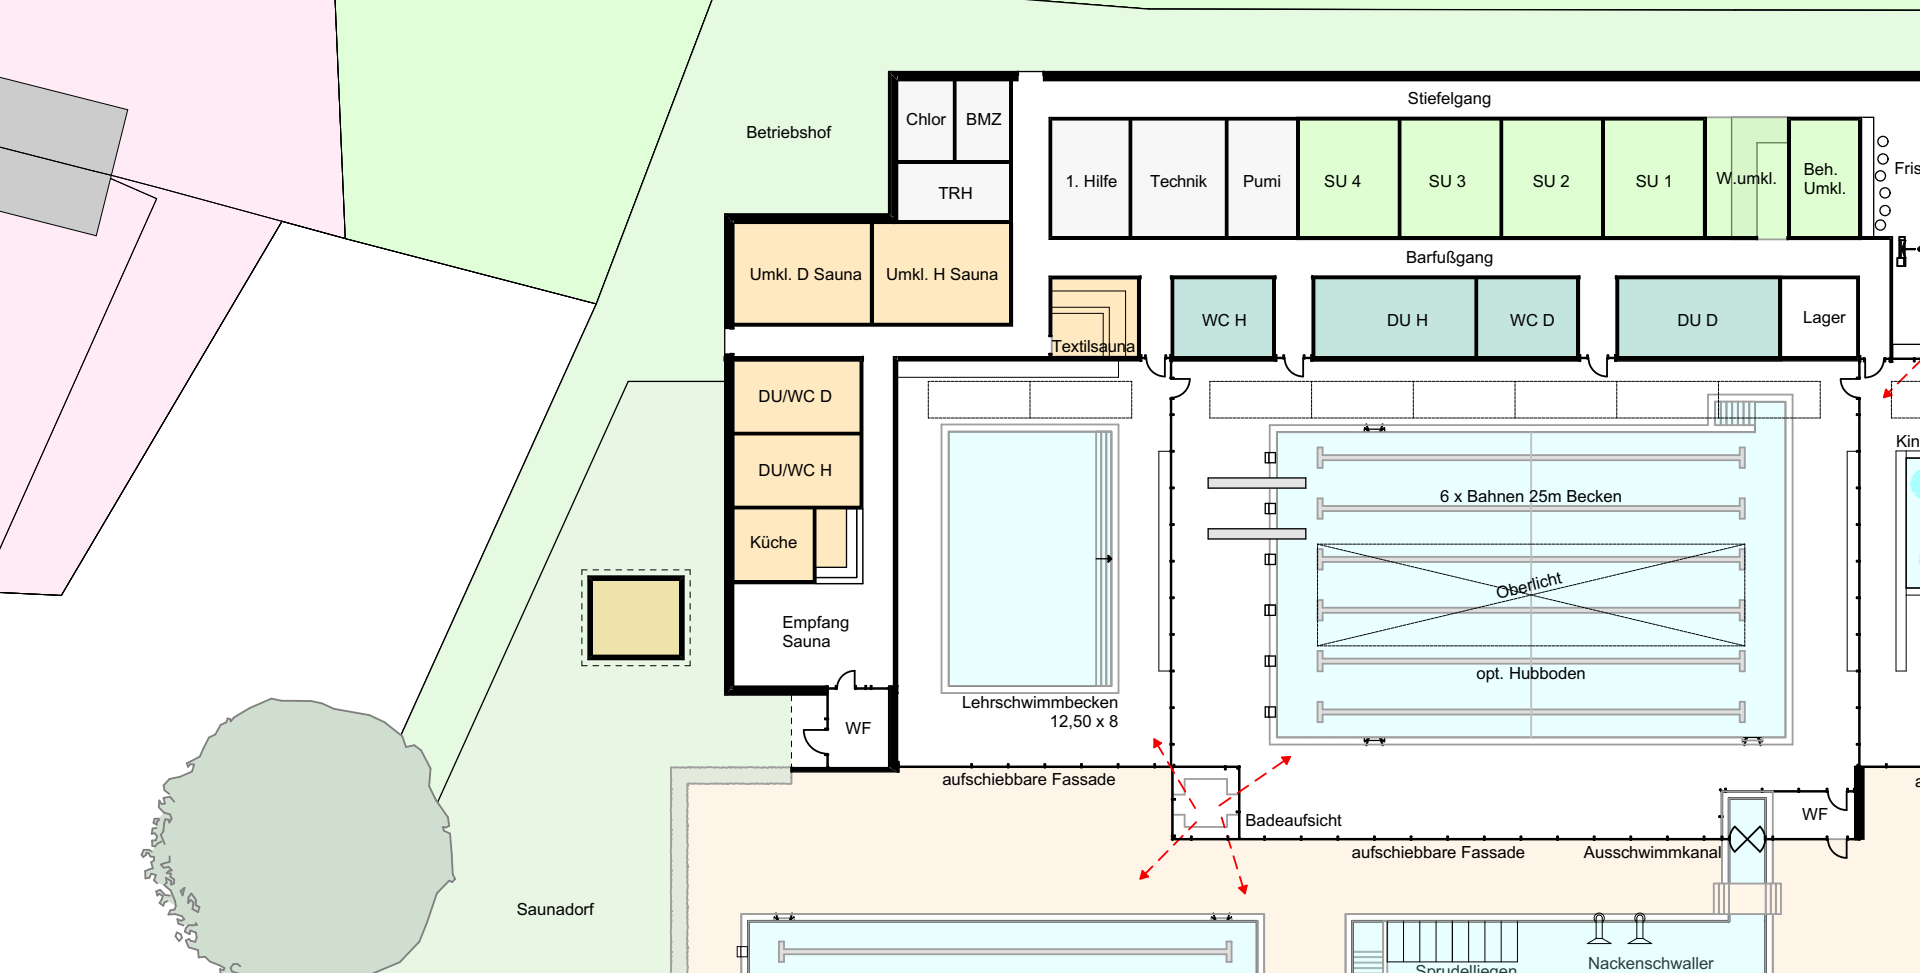 Stiefelgang
Chlor
BMZ
Betriebshof
TRH
1. Hilfe
Technik
Pumi
SU 4
SU 3
SU 2
SU 1
W.umkl.
Beh.
Umkl.
Fris
Barfußgang
Umkl. D Sauna
Umkl. H Sauna
Textilsauna
WC H
DU H
WC D
DU D
Lager
DU/WC D
DU/WC H
Küche
Empfang
Sauna
WF
Kin
6 x Bahnen 25m Becken
Oberlicht
opt. Hubboden
Lehrschwimmbecken
12,50 x 8
aufschiebbare Fassade
Badeaufsicht
aufschiebbare Fassade
Ausschwimmkanal
WF
a
Saunadorf
Sprudelliegen
Nackenschwaller